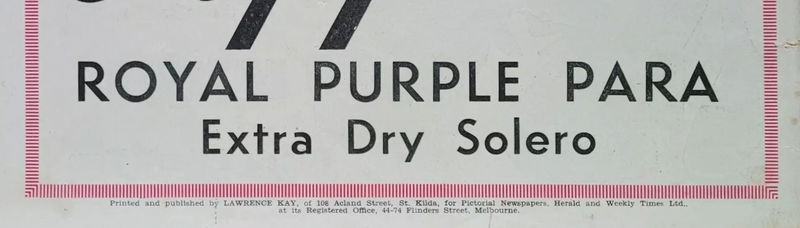 ROYAL PURPLE PARA
Extra Dry Solero
Printed and published by LAWRENCE KAY, of 108 Acland Street, St. Kilda, for Pictorial Newspapers, Herald and Weekly Times Ltd.,
at its Registered Office, 44-74 Flinders Street, Melbourne.